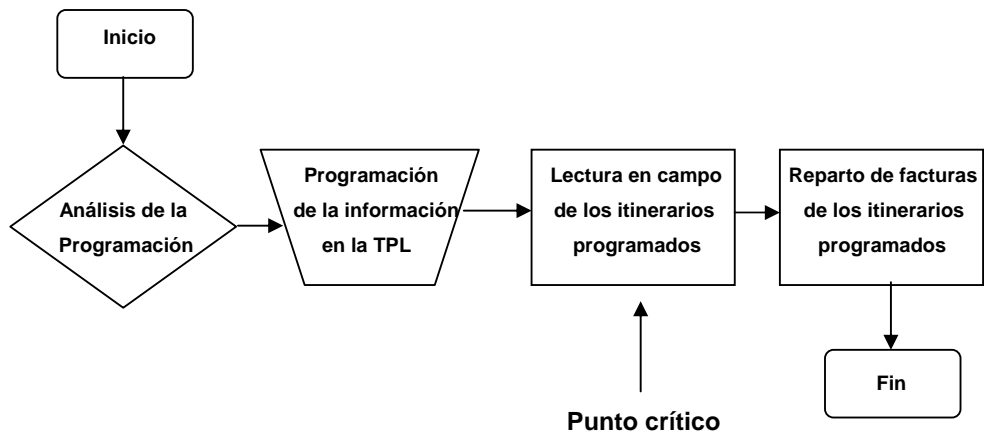 Inicio
Análisis de la
Programación
Programación
de la información
en la TPL
Lectura en campo
de los itinerarios
programados
Reparto de facturas
de los itinerarios
programados
Fin
Punto crítico